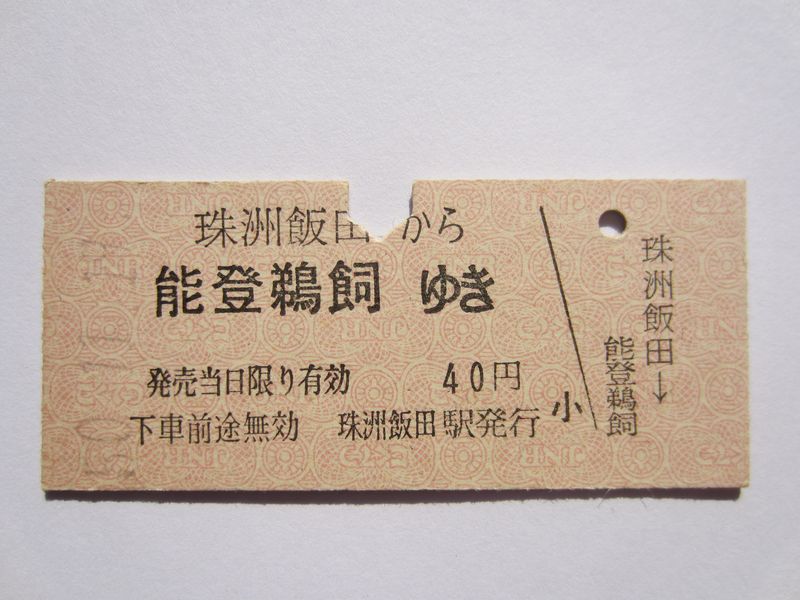 珠洲飯田 から
能登鵜飼 ゆき
発売当日限り有効 40円
下車前途無効 珠洲飯田駅発行
小
珠洲飯田→
能登鵜飼